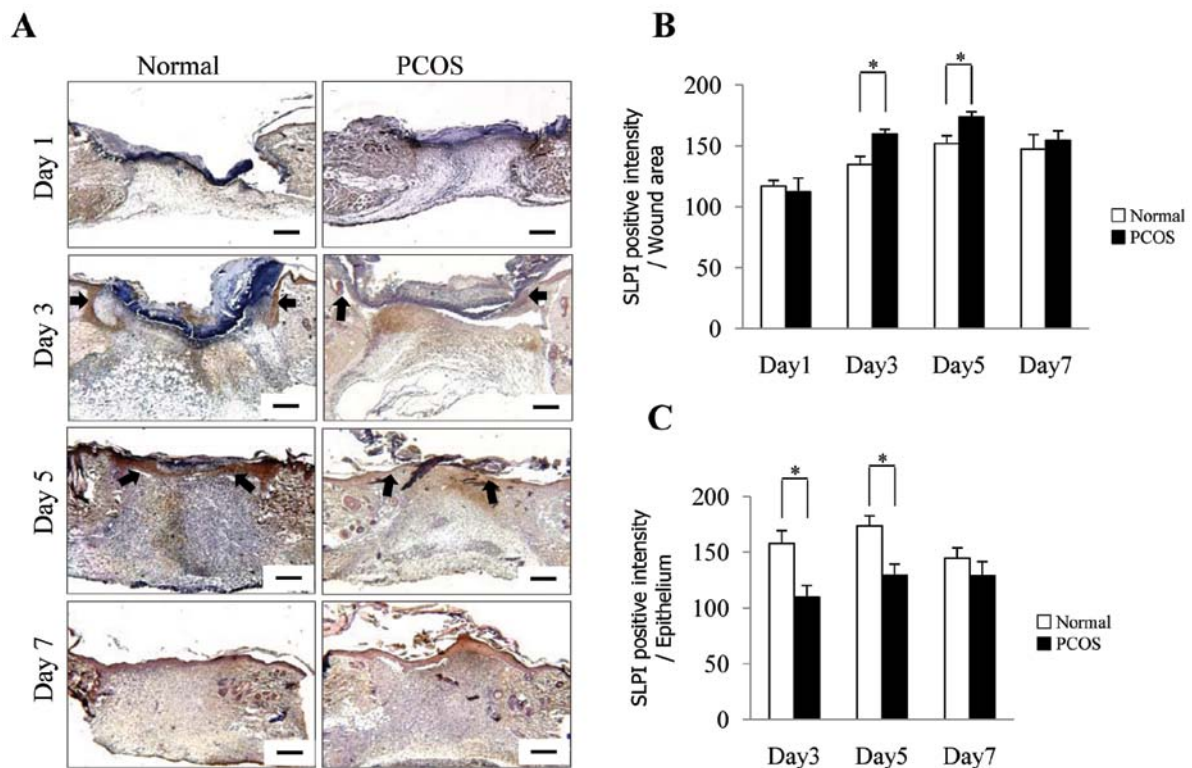 A
Normal PCOS
Day 1
Day 3
Day 5
Day 7
B
SLPI positive intensity
/ Wound area
200
150
100
50
0
* *
Day1 Day3 Day5 Day7
Normal
PCOS
C
SLPI positive intensity
/ Epithelium
200
150
100
50
0
* *
Day3 Day5 Day7
Normal
PCOS